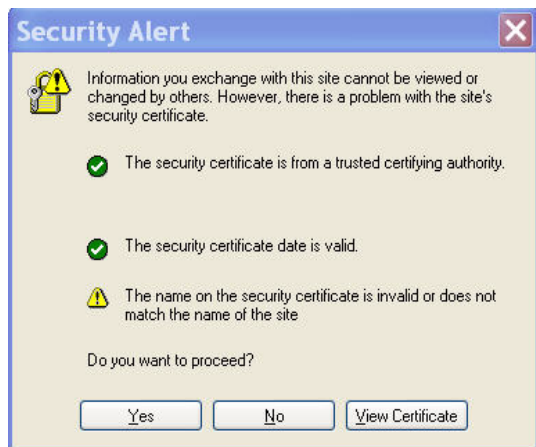 Security Alert
Information you exchange with this site cannot be viewed or
changed by others. However, there is a problem with the site's
security certificate.
The security certificate is from a trusted certifying authority.
The security certificate date is valid.
The name on the security certificate is invalid or does not
match the name of the site
Do you want to proceed?
Yes No View Certificate